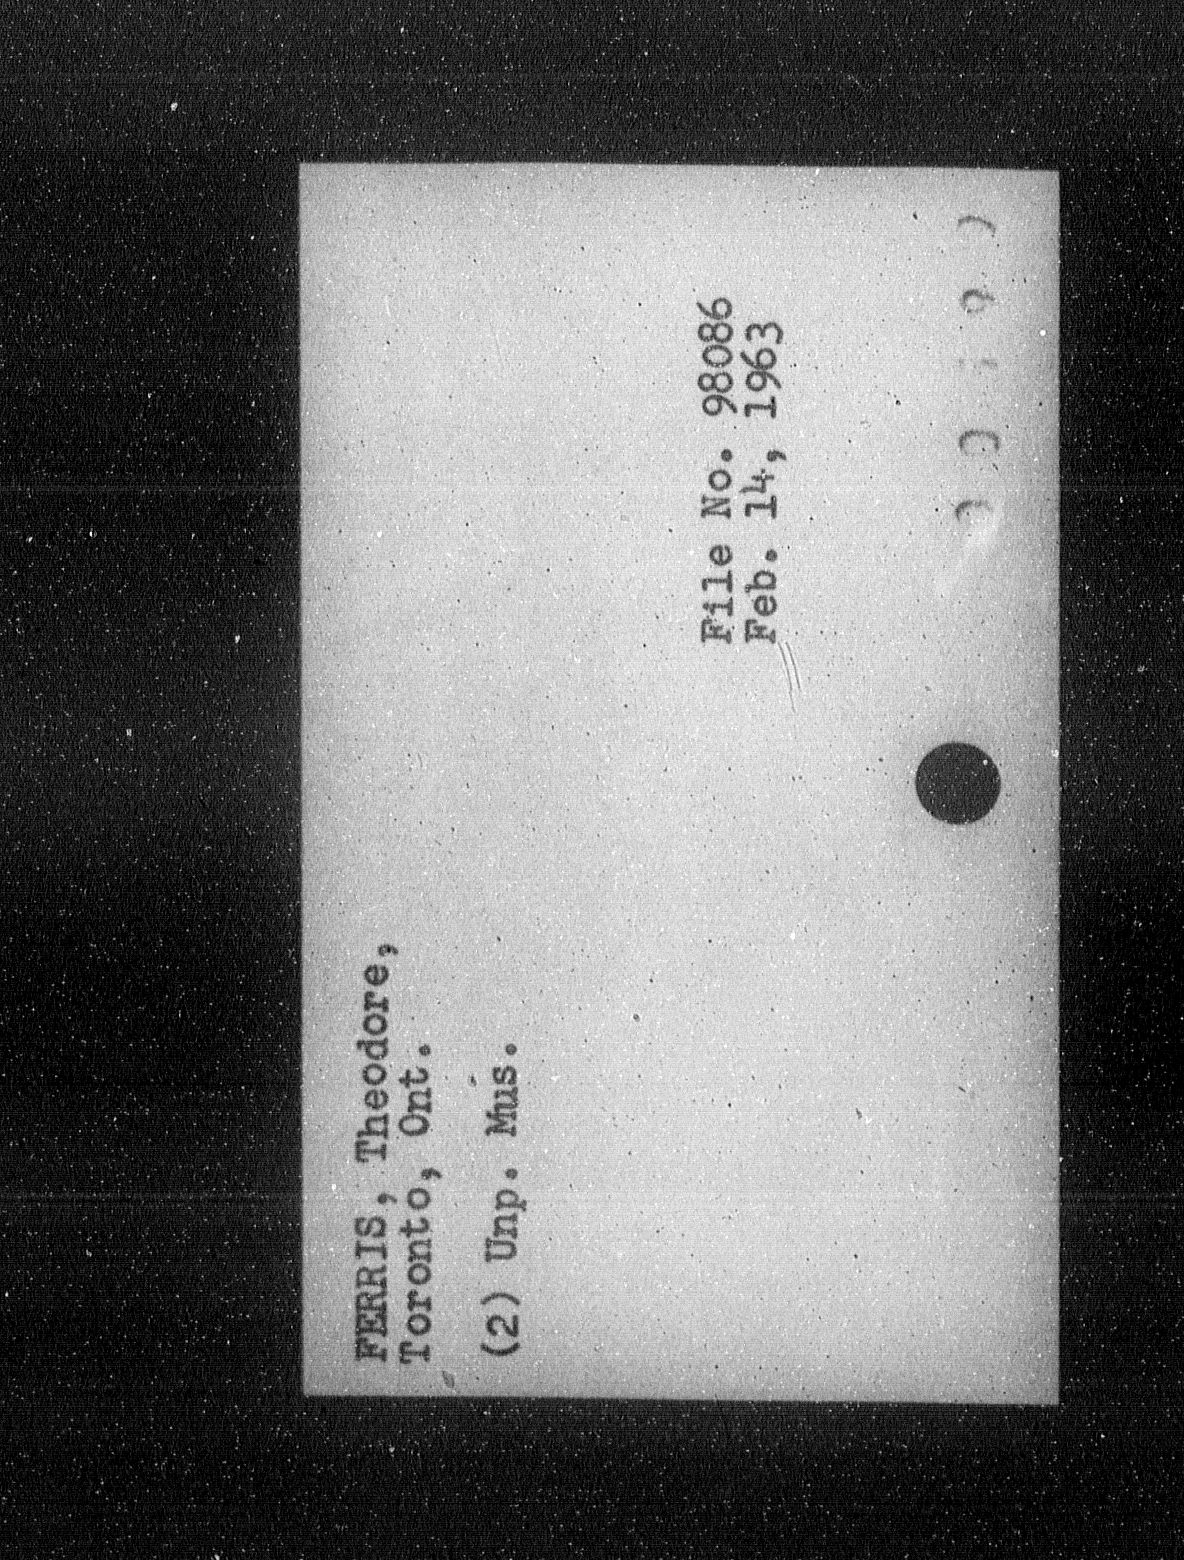 FERRIS, Theodore,
Toronto, Ont.
(2) Unp. Mus.
File No. 98086
Feb. 14, 1963